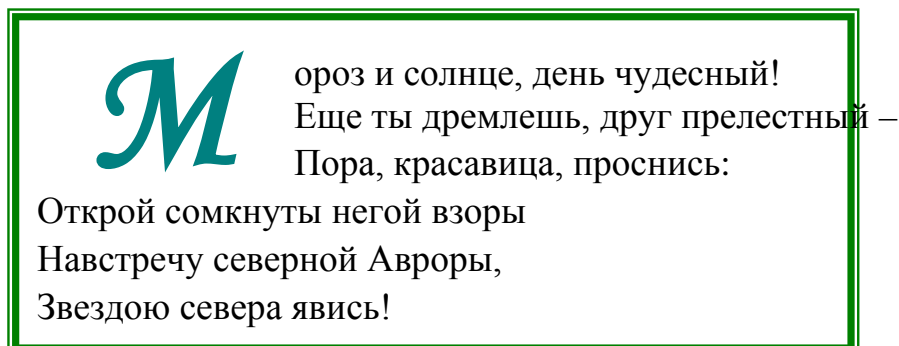 Мороз и солнце, день чудесный!
Еще ты дремлешь, друг прелестный –
Пора, красавица, проснись:
Открой сомкнуты негой взоры
Навстречу северной Авроры,
Звездою севера явись!